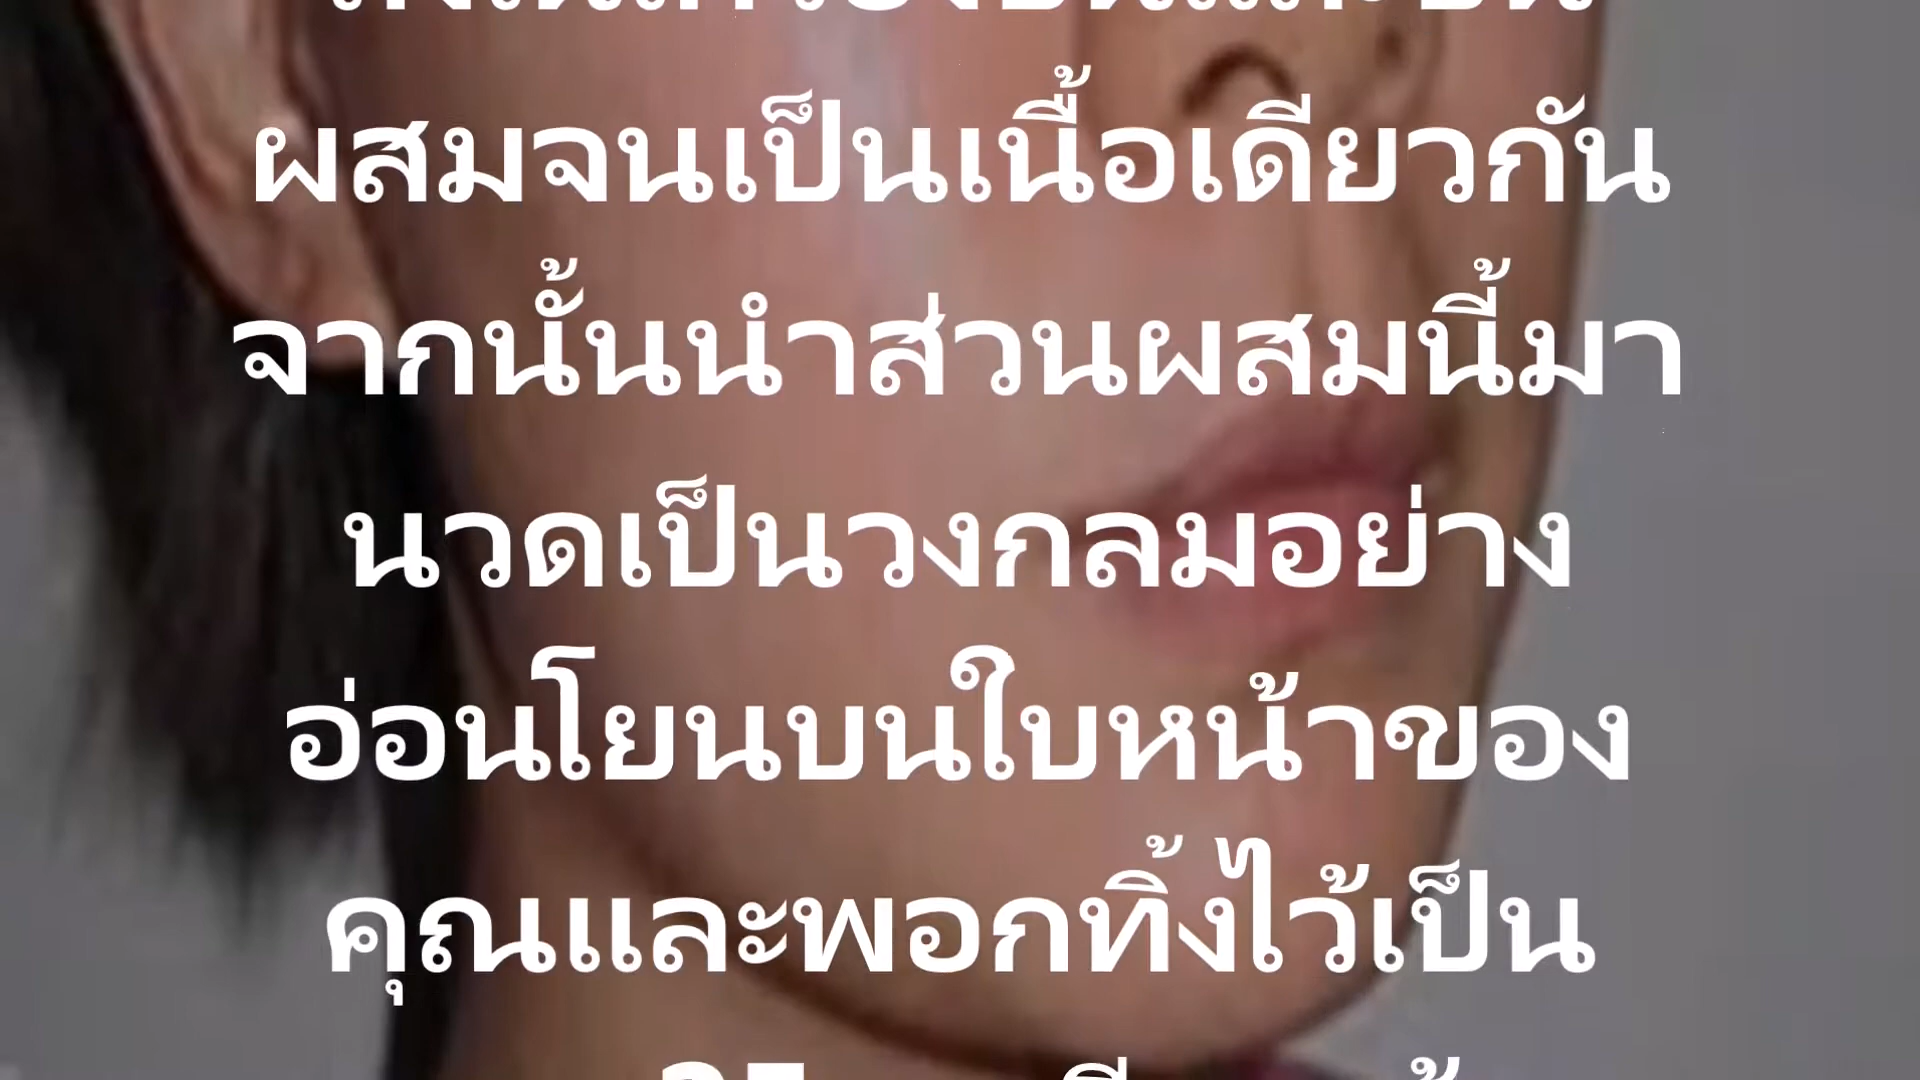 ผสมจนเป็นเนื้อเดียวกัน
จากนั้นนำส่วนผสมนี้มา
นวดเป็นวงกลมอย่าง
อ่อนโยนบนใบหน้าของ
คุณและพอกทิ้งไว้เป็น